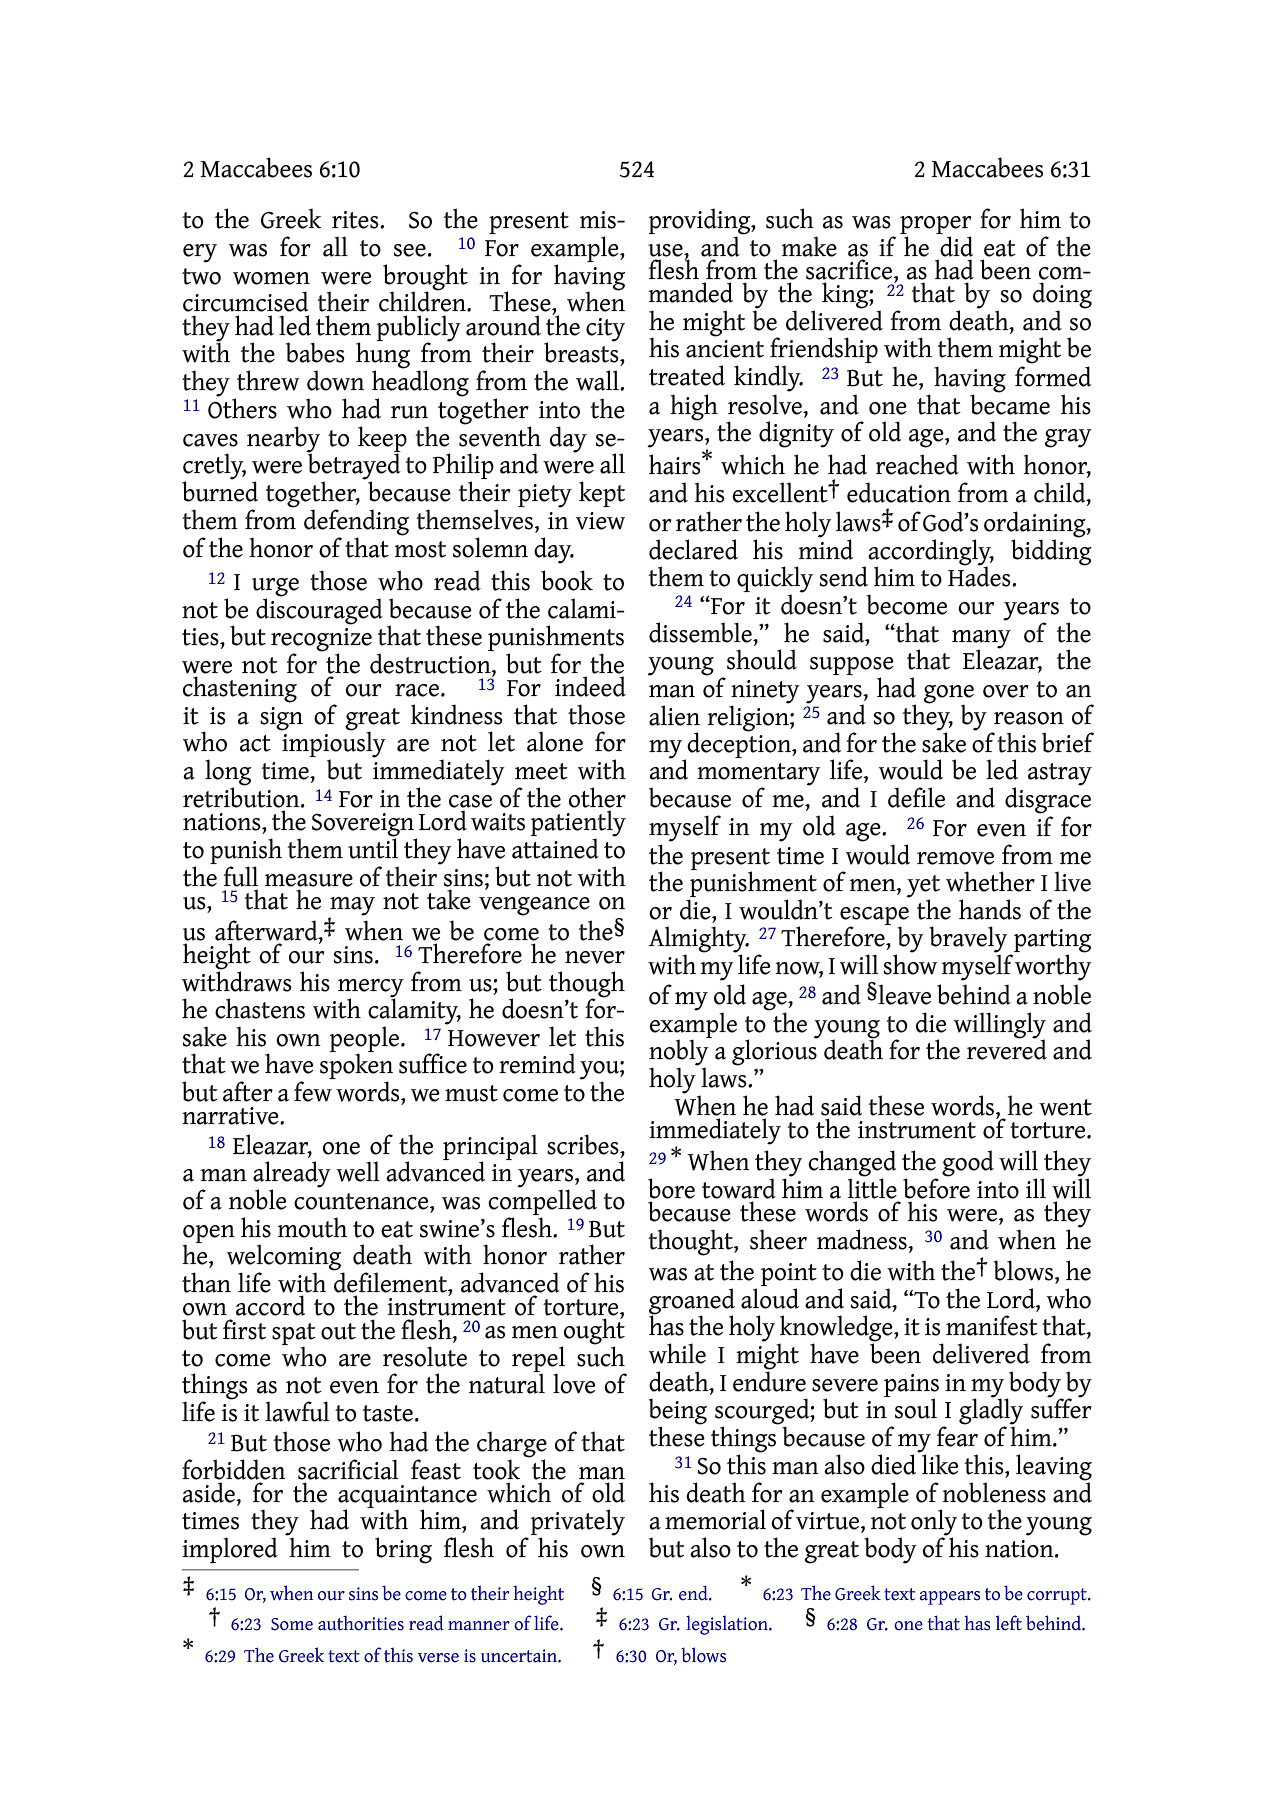 2 Maccabees 6:10 524 2 Maccabees 6:31
to the Greek rites. So the present mis-
ery was for all to see. 10 For example,
two women were brought in for having
circumcised their children. These, when
they had led them publicly around the city
with the babes hung from their breasts,
they threw down headlong from the wall.
11 Others who had run together into the
caves nearby to keep the seventh day se-
cretly, were betrayed to Philip and were all
burned together, because their piety kept
them from defending themselves, in view
of the honor of that most solemn day.
12 I urge those who read this book to
not be discouraged because of the calami-
ties, but recognize that these punishments
were not for the destruction, but for the
chastening of our race. 13 For indeed
it is a sign of great kindness that those
who act impiously are not let alone for
a long time, but immediately meet with
retribution. 14 For in the case of the other
nations, the Sovereign Lord waits patiently
to punish them until they have attained to
the full measure of their sins; but not with
us, 15 that he may not take vengeance on
us afterward,‡ when we be come to the§
height of our sins. 16 Therefore he never
withdraws his mercy from us; but though
he chastens with calamity, he doesn’t for-
sake his own people. 17 However let this
that we have spoken suffice to remind you;
but after a few words, we must come to the
narrative.
18 Eleazar, one of the principal scribes,
a man already well advanced in years, and
of a noble countenance, was compelled to
open his mouth to eat swine’s flesh. 19 But
he, welcoming death with honor rather
than life with defilement, advanced of his
own accord to the instrument of torture,
but first spat out the flesh, 20 as men ought
to come who are resolute to repel such
things as not even for the natural love of
life is it lawful to taste.
21 But those who had the charge of that
forbidden sacrificial feast took the man
aside, for the acquaintance which of old
times they had with him, and privately
implored him to bring flesh of his own
providing, such as was proper for him to
use, and to make as if he did eat of the
flesh from the sacrifice, as had been com-
manded by the king; 22 that by so doing
he might be delivered from death, and so
his ancient friendship with them might be
treated kindly. 23 But he, having formed
a high resolve, and one that became his
years, the dignity of old age, and the gray
hairs* which he had reached with honor,
and his excellent† education from a child,
or rather the holy laws‡ of God’s ordaining,
declared his mind accordingly, bidding
them to quickly send him to Hades.
24 “For it doesn’t become our years to
dissemble,” he said, “that many of the
young should suppose that Eleazar, the
man of ninety years, had gone over to an
alien religion; 25 and so they, by reason of
my deception, and for the sake of this brief
and momentary life, would be led astray
because of me, and I defile and disgrace
myself in my old age. 26 For even if for
the present time I would remove from me
the punishment of men, yet whether I live
or die, I wouldn’t escape the hands of the
Almighty. 27 Therefore, by bravely parting
with my life now, I will show myself worthy
of my old age, 28 and §leave behind a noble
example to the young to die willingly and
nobly a glorious death for the revered and
holy laws.”
When he had said these words, he went
immediately to the instrument of torture.
29 * When they changed the good will they
bore toward him a little before into ill will
because these words of his were, as they
thought, sheer madness, 30 and when he
was at the point to die with the† blows, he
groaned aloud and said, “To the Lord, who
has the holy knowledge, it is manifest that,
while I might have been delivered from
death, I endure severe pains in my body by
being scourged; but in soul I gladly suffer
these things because of my fear of him.”
31 So this man also died like this, leaving
his death for an example of nobleness and
a memorial of virtue, not only to the young
but also to the great body of his nation.
‡ 6:15 Or, when our sins be come to their height § 6:15 Gr. end. * 6:23 The Greek text appears to be corrupt.
† 6:23 Some authorities read manner of life. ‡ 6:23 Gr. legislation. § 6:28 Gr. one that has left behind.
* 6:29 The Greek text of this verse is uncertain. † 6:30 Or, blows